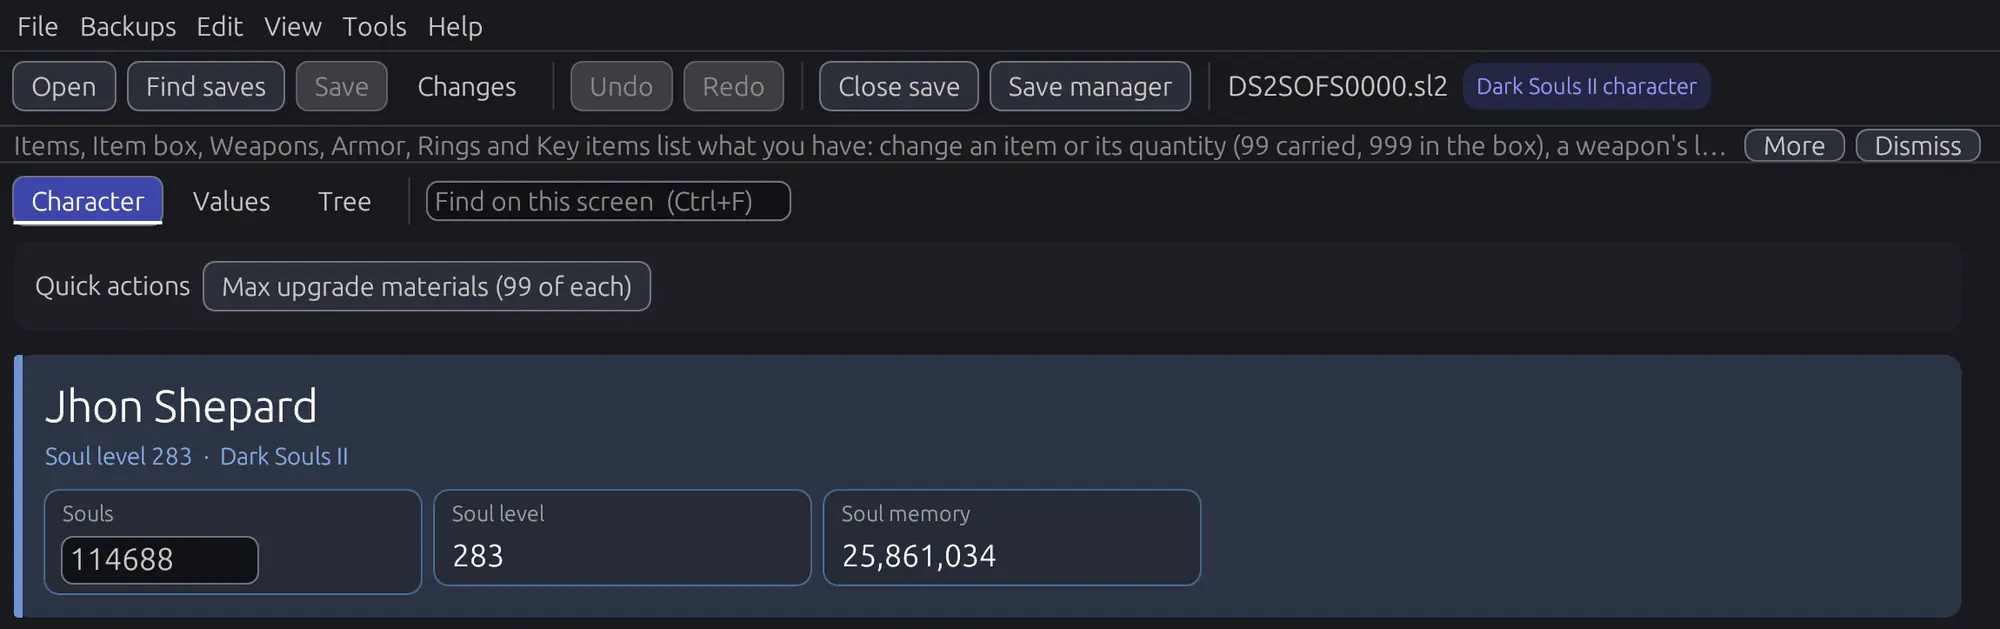 File Backups Edit View Tools Help
Open Find saves Save Changes Undo Redo Close save Save manager DS2SOFS0000.sl2 Dark Souls II character
Items, Item box, Weapons, Armor, Rings and Key items list what you have: change an item or its quantity (99 carried, 999 in the box), a weapon's l… More Dismiss
Character Values Tree Find on this screen (Ctrl+F)
Quick actions Max upgrade materials (99 of each)
Jhon Shepard
Soul level 283 · Dark Souls II
Souls Soul level Soul memory
114688 283 25,861,034